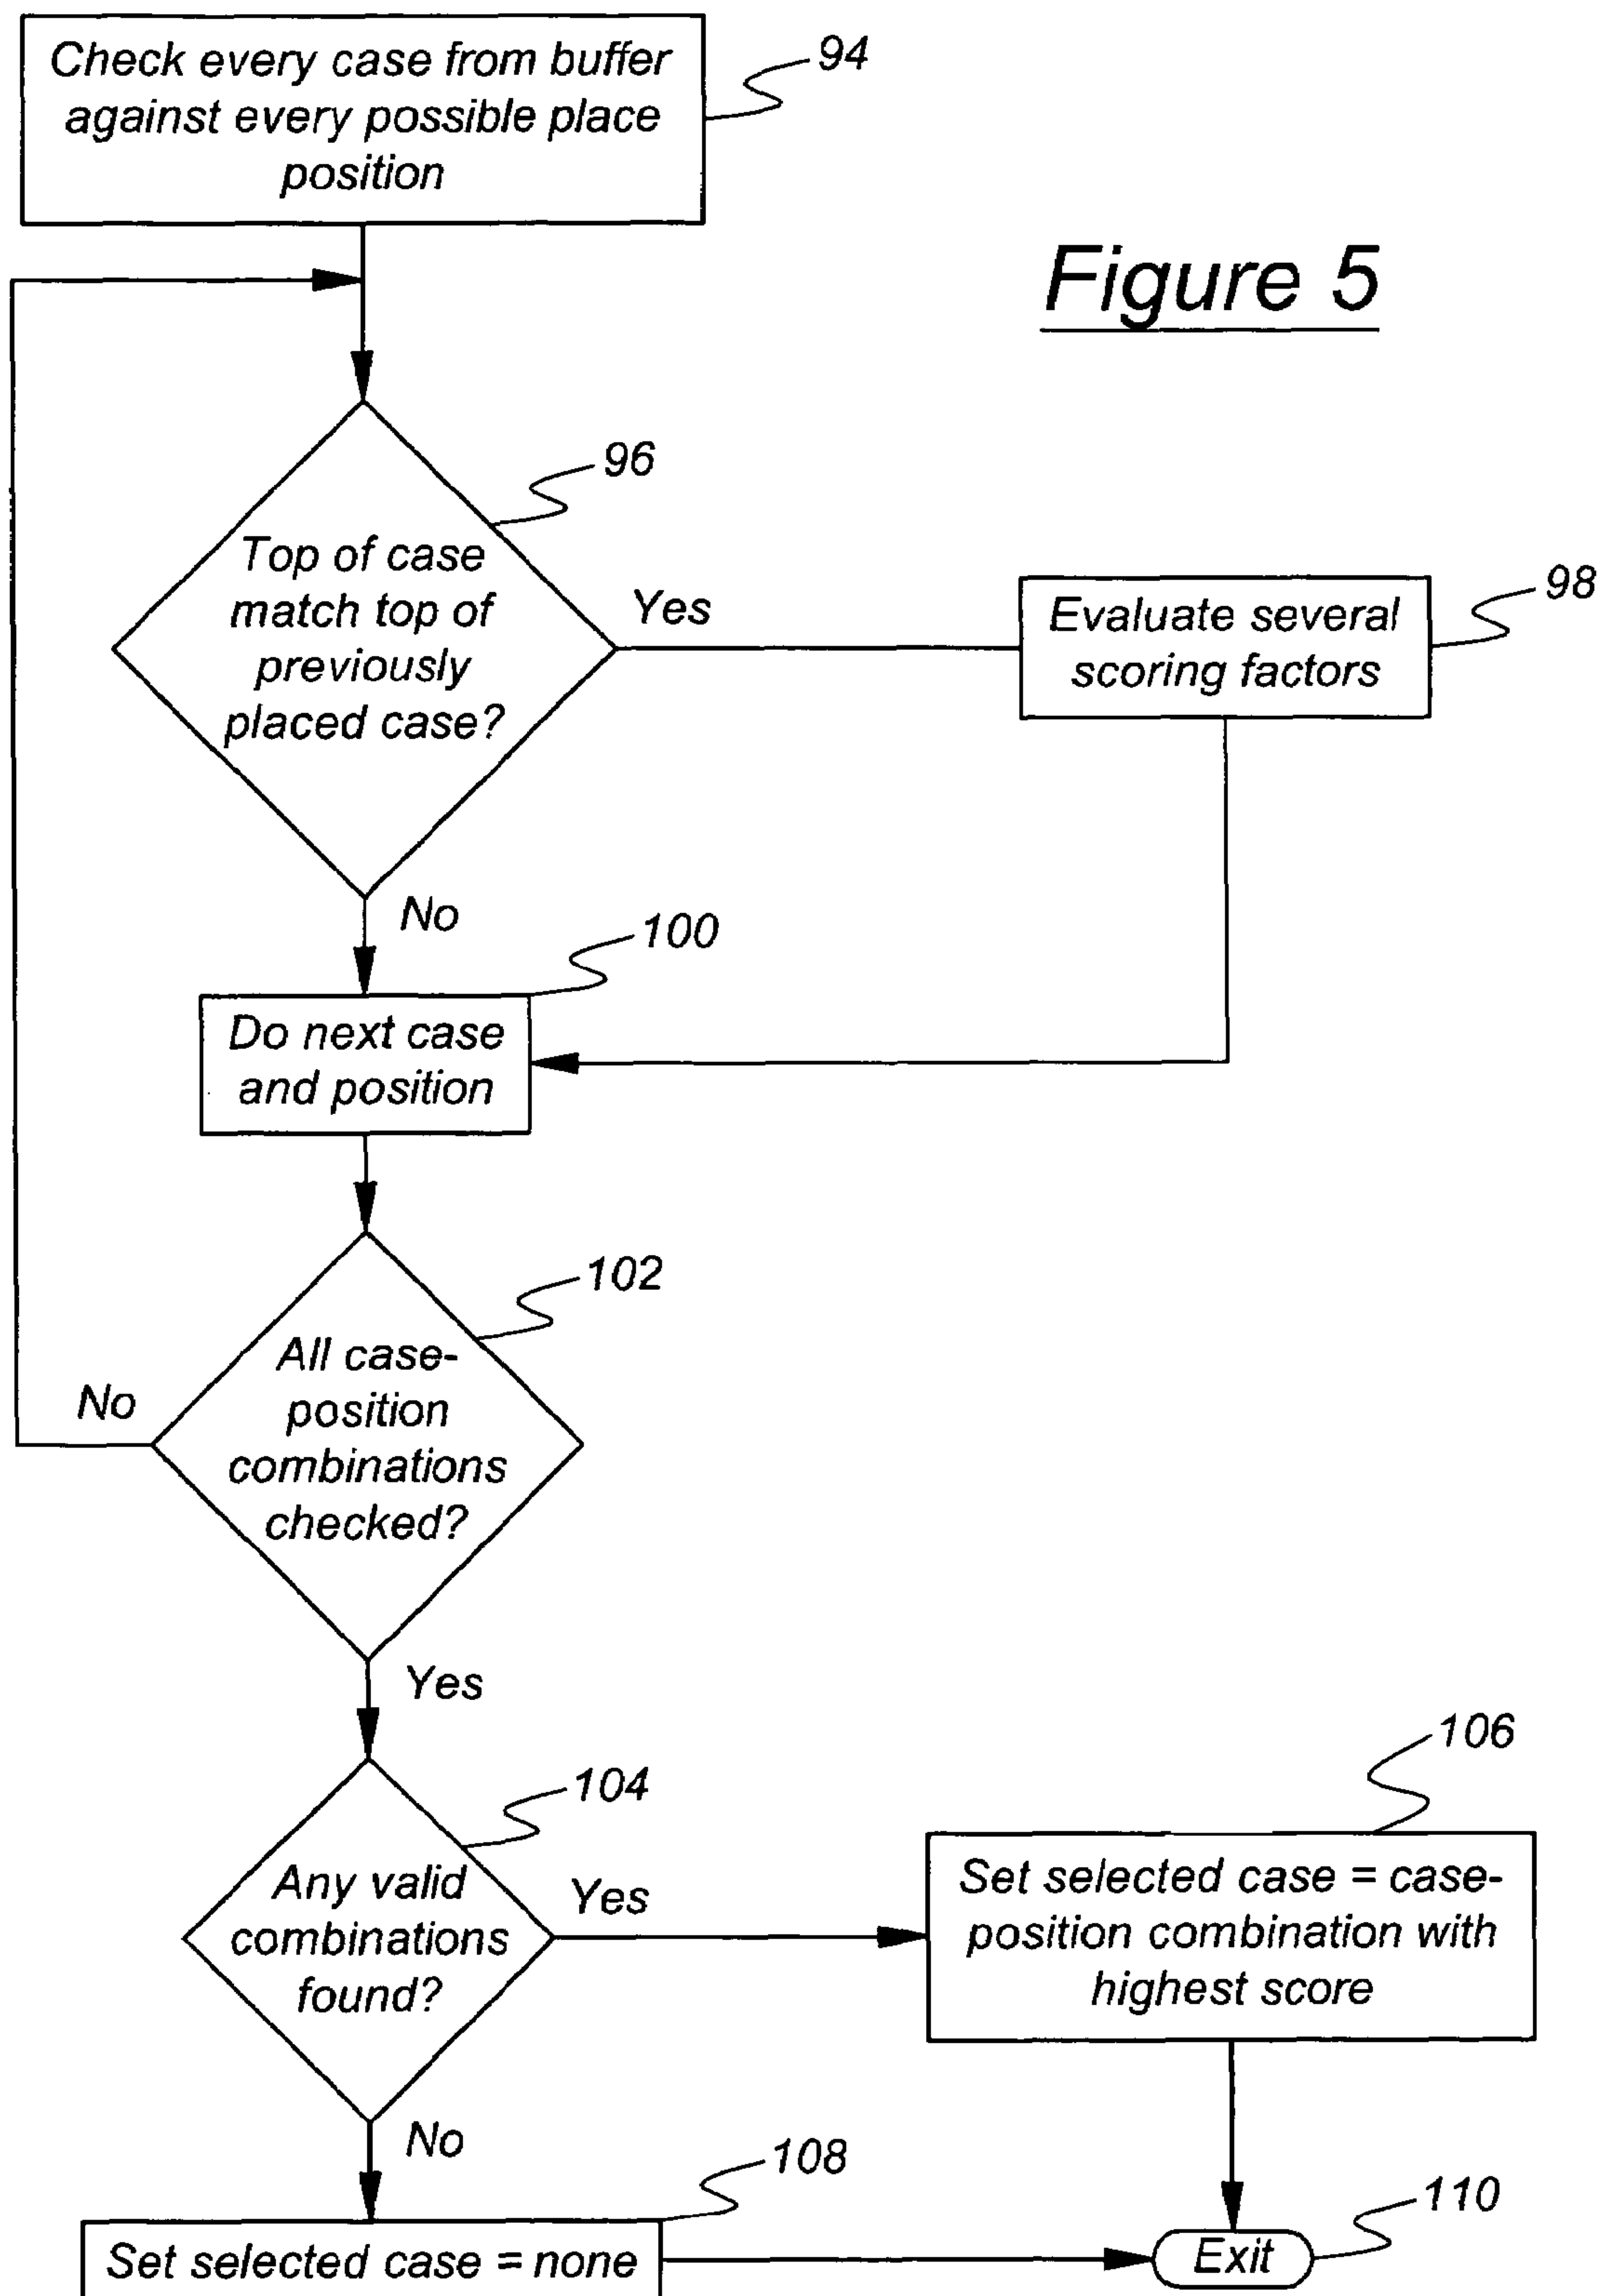 Check every case from buffer
against every possible place
position
94
Figure 5
96
Top of case
match top of
previously
placed case?
Yes
Evaluate several
scoring factors
98
No
100
Do next case
and position
102
All case-
position
combinations
checked?
No
Yes
104
Any valid
combinations
found?
Yes
106
Set selected case = case-
position combination with
highest score
No
108
Set selected case = none
110
Exit